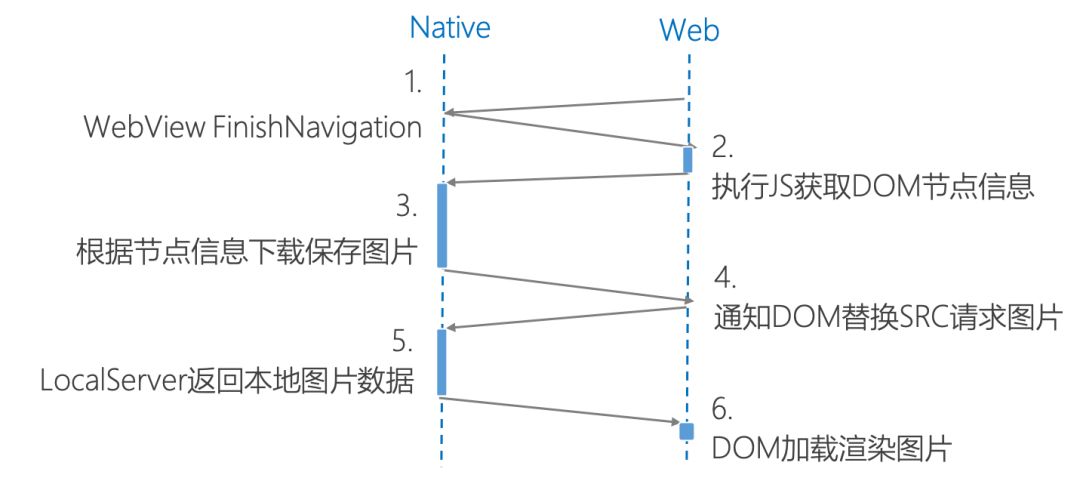 Native
Web
1.
WebView FinishNavigation
2.
执行JS获取DOM节点信息
3.
根据节点信息下载保存图片
4.
通知DOM替换SRC请求图片
5.
LocalServer返回本地图片数据
6.
DOM加载渲染图片